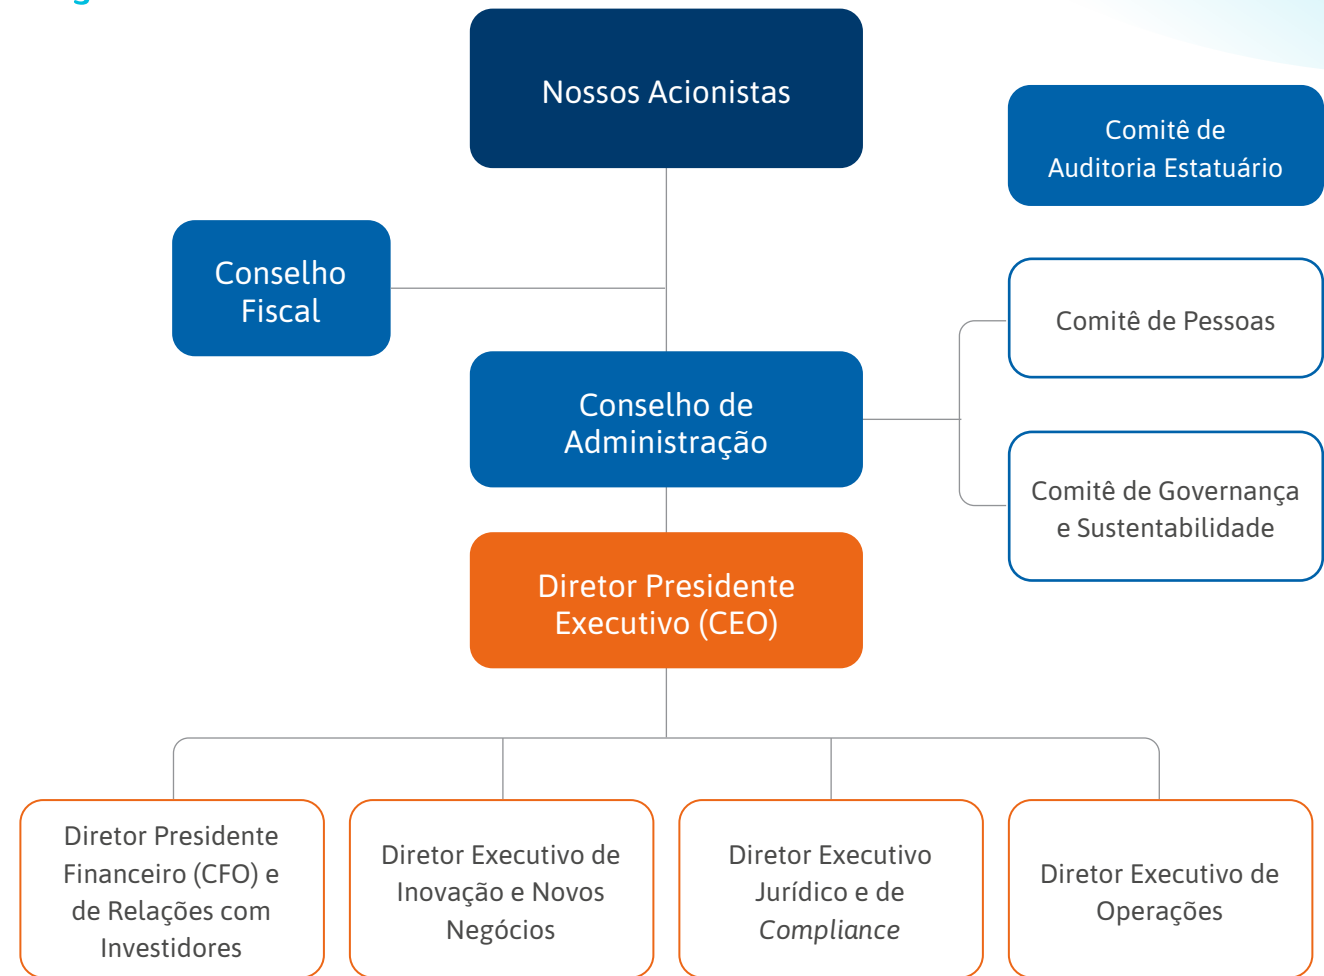 Nossos Acionistas
Comitê de
Auditoria Estatuário
Conselho
Fiscal
Comitê de Pessoas
Conselho de
Administração
Comitê de Governança
e Sustentabilidade
Diretor Presidente
Executivo (CEO)
Diretor Presidente
Financeiro (CFO) e
de Relações com
Investidores
Diretor Executivo de
Inovação e Novos
Negócios
Diretor Executivo
Jurídico e de
Compliance
Diretor Executivo de
Operações